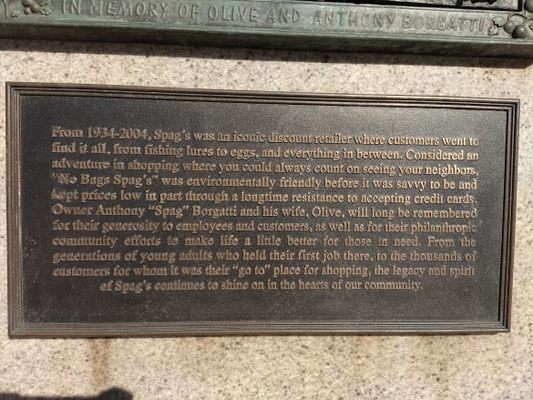 IN MEMORY OF OLIVE AND ANTHONY BORGATTI
From 1934-2004, Spag's was an iconic discount retailer where customers went to
find it all, from fishing lures to eggs, and everything in between. Considered an
adventure in shopping where you could always count on seeing your neighbors,
"No Bags Spag's" was environmentally friendly before it was savvy to be and
kept prices low in part through a longtime resistance to accepting credit cards.
Owner Anthony "Spag" Borgatti and his wife, Olive, will long be remembered
for their generosity to employees and customers, as well as for their philanthropic
community efforts to make life a little better for those in need. From the
generations of young adults who held their first job there, to the thousands of
customers for whom it was their "go to" place for shopping, the legacy and spirit
of Spag's continues to shine on in the hearts of our community.